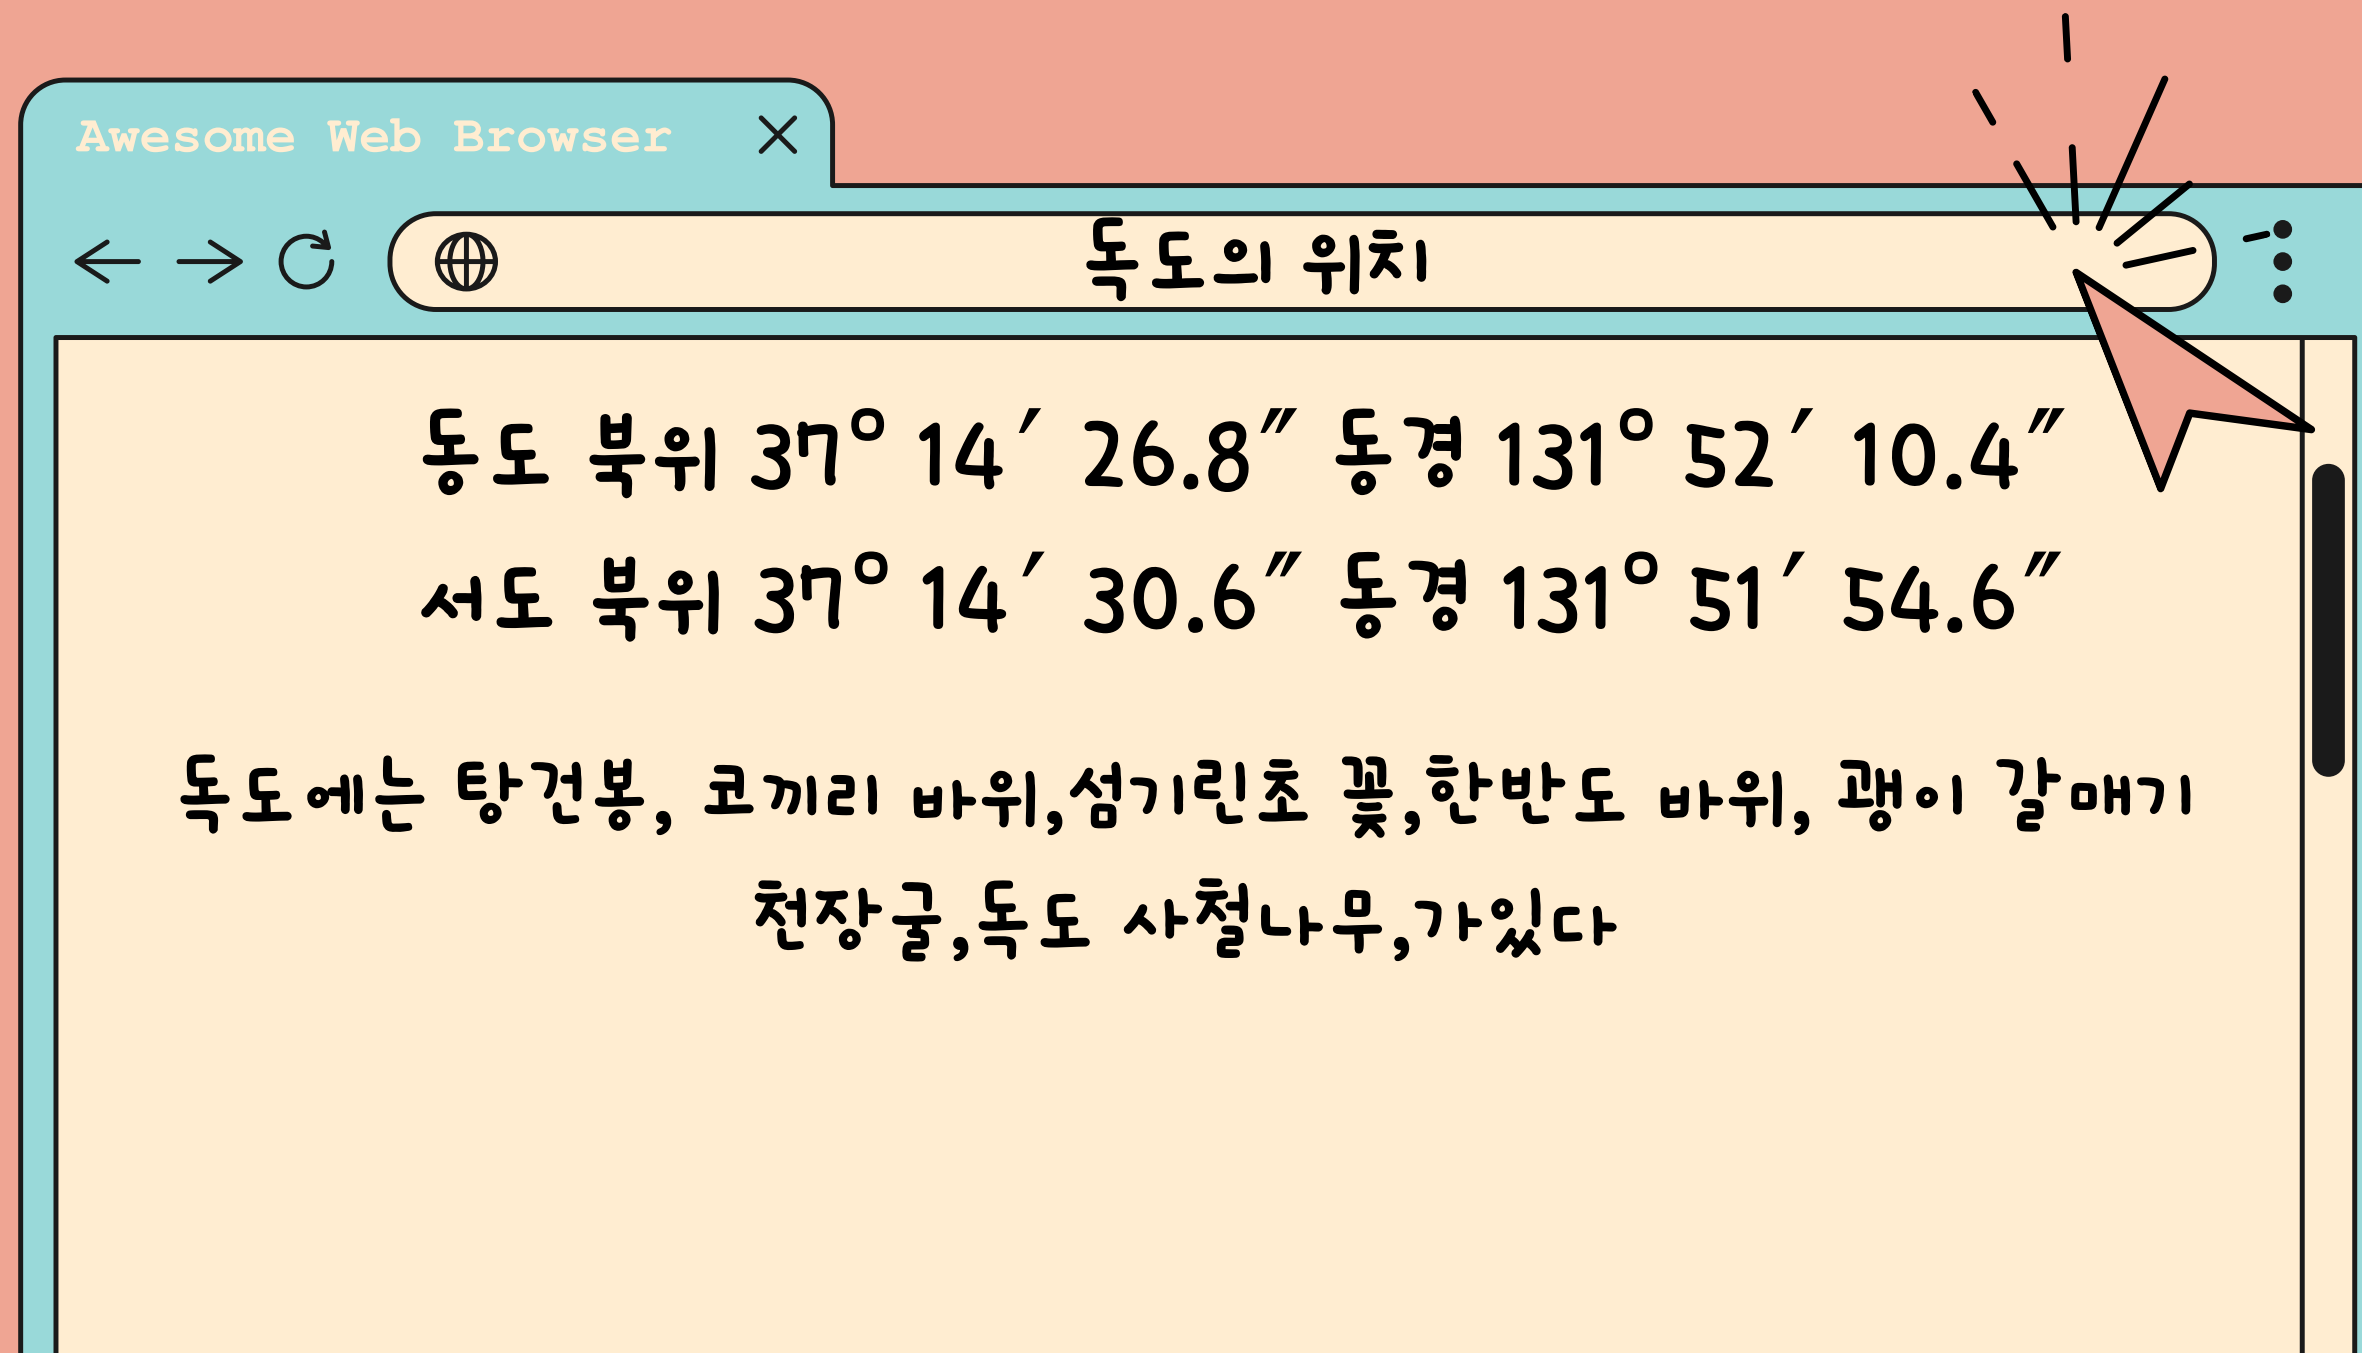 Awesome Web Browser
독도의 위치
동도 북위 37° 14′ 26.8″ 동경 131° 52′ 10.4″
서도 북위 37° 14′ 30.6″ 동경 131° 51′ 54.6″
독도에는 탕건봉, 코끼리 바위,섬기린초 꽃,한반도 바위, 괭이 갈매기
천장굴,독도 사철나무,가있다